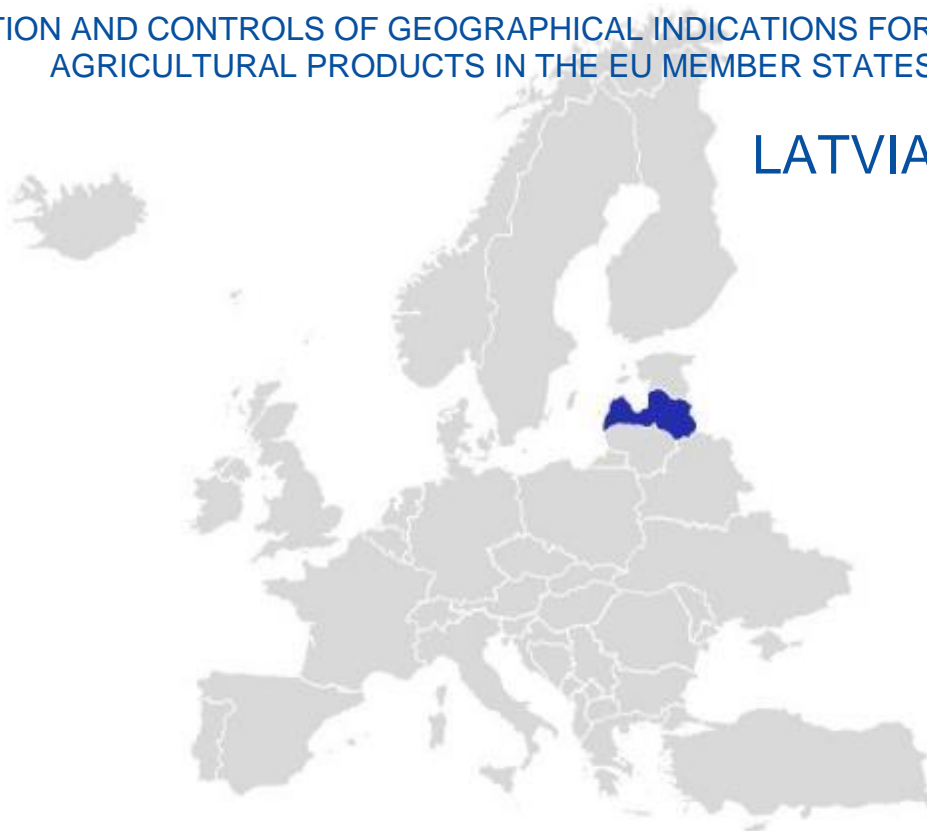 TION AND CONTROLS OF GEOGRAPHICAL INDICATIONS FOR
AGRICULTURAL PRODUCTS IN THE EU MEMBER STATES
LATVIA